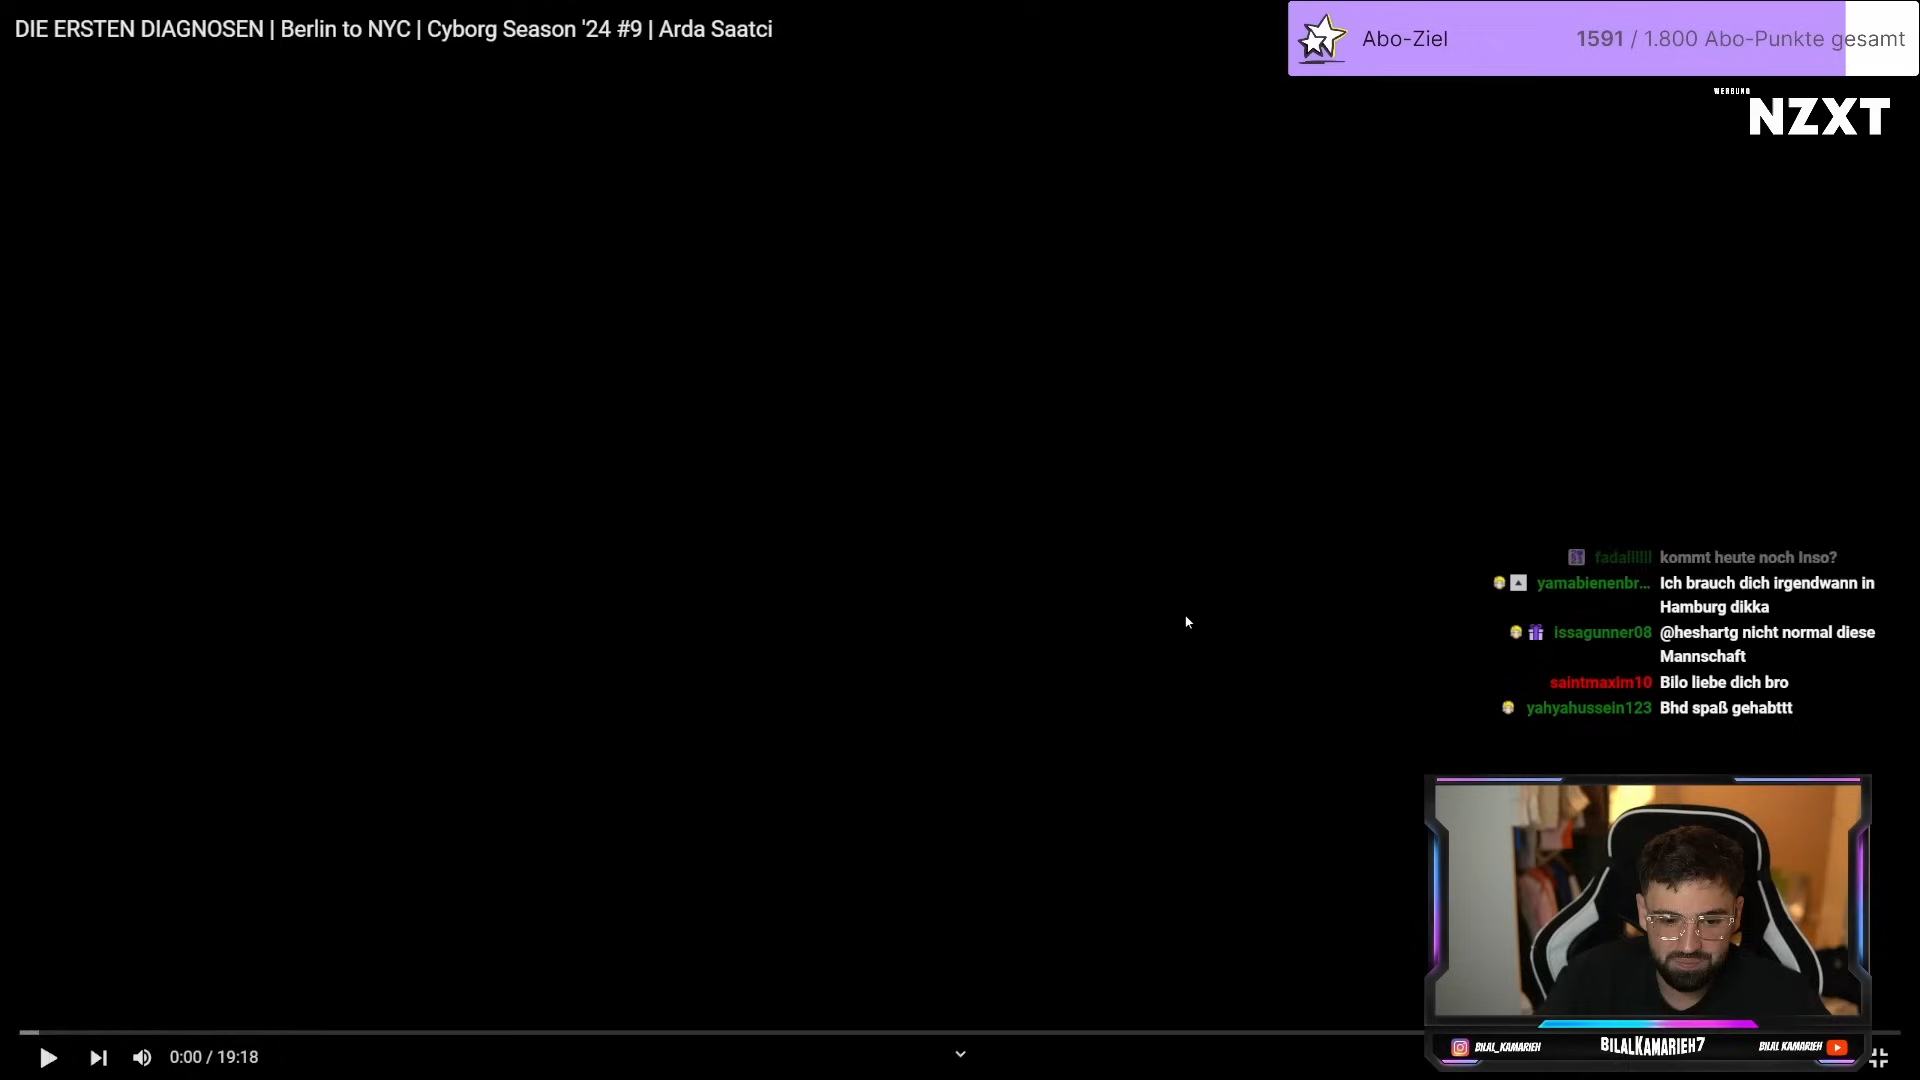 DIE ERSTEN DIAGNOSEN | Berlin to NYC | Cyborg Season '24 #9 | Arda Saatci
Abo-Ziel 1591 / 1.800 Abo-Punkte gesamt
WERBUNG
NZXT
fadallllll kommt heute noch Inso?
yamabienenbr... Ich brauch dich irgendwann in
Hamburg dikka
issagunner08 @heshartg nicht normal diese
Mannschaft
saintmaxim10 Bilo liebe dich bro
yahyahussein123 Bhd spaß gehabttt
0:00 / 19:18
BILAL_KAMARIEH BILALKAMARIEH7 BILAL KAMARIEH